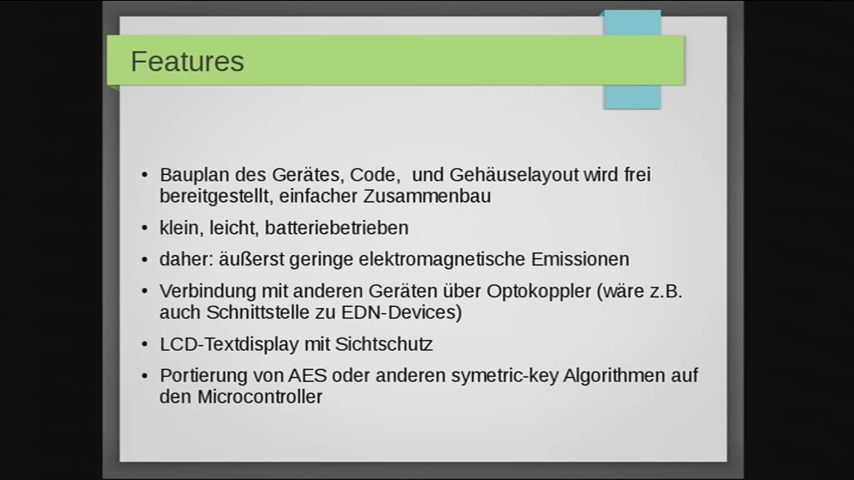 Features
• Bauplan des Gerätes, Code,  und Gehäuselayout wird frei
bereitgestellt, einfacher Zusammenbau
• klein, leicht, batteriebetrieben
• daher: äußerst geringe elektromagnetische Emissionen
• Verbindung mit anderen Geräten über Optokoppler (wäre z.B.
auch Schnittstelle zu EDN-Devices)
• LCD-Textdisplay mit Sichtschutz
• Portierung von AES oder anderen symetric-key Algorithmen auf
den Microcontroller